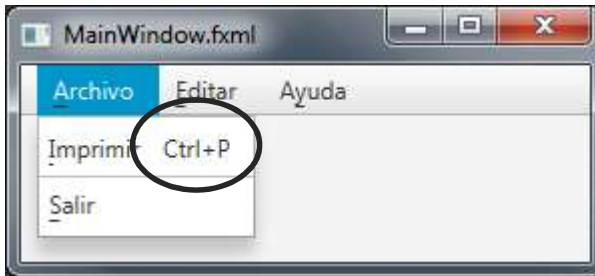 MainWindow.fxml
Archivo Editar Ayuda
Imprimir Ctrl+P
Salir